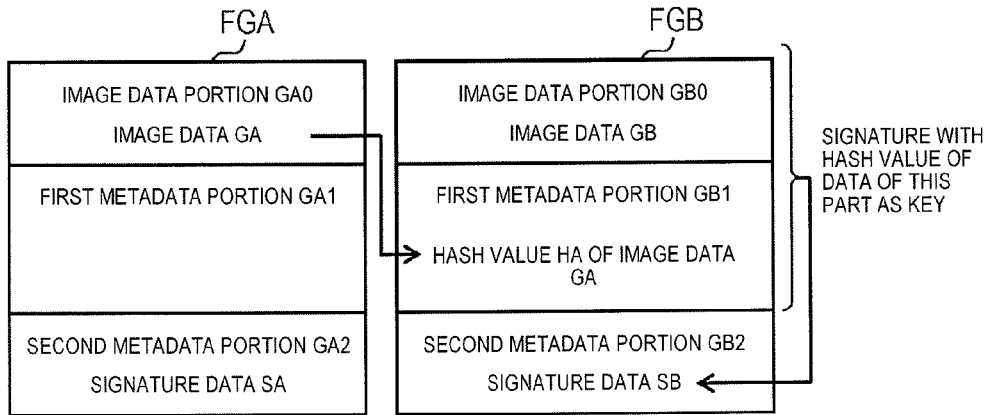 FGA
IMAGE DATA PORTION GA0
IMAGE DATA GA
FIRST METADATA PORTION GA1
SECOND METADATA PORTION GA2
SIGNATURE DATA SA
FGB
IMAGE DATA PORTION GB0
IMAGE DATA GB
FIRST METADATA PORTION GB1
HASH VALUE HA OF IMAGE DATA
GA
SECOND METADATA PORTION GB2
SIGNATURE DATA SB
SIGNATURE WITH
HASH VALUE OF
DATA OF THIS
PART AS KEY